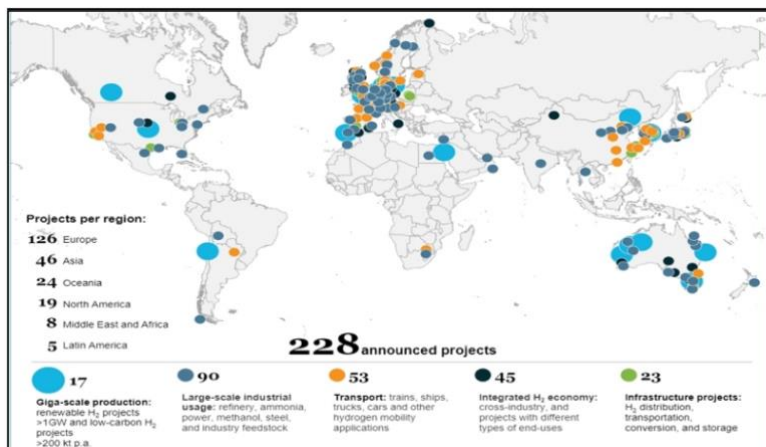 Projects per region:
126 Europe
46 Asia
24 Oceania
19 North America
8 Middle East and Africa
5 Latin America
228 announced projects
17
Giga-scale production:
renewable H₂ projects
>1GW and low-carbon H₂
projects
>200 kt p.a.
90
Large-scale industrial
usage: refinery, ammonia,
power, methanol, steel,
and industry feedstock
53
Transport: trains, ships,
trucks, cars and other
hydrogen mobility
applications
45
Integrated H₂ economy:
cross-industry, and
projects with different
types of end-uses
23
Infrastructure projects:
H₂ distribution,
transportation,
conversion, and storage